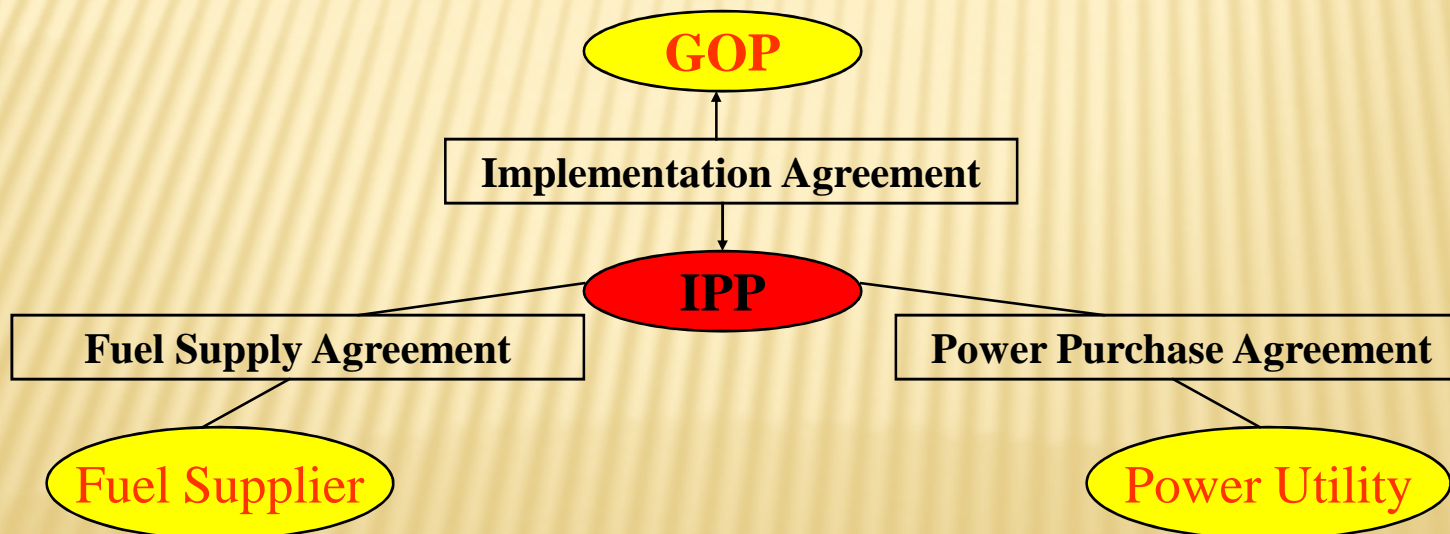 GOP
Implementation Agreement
IPP
Fuel Supply Agreement
Power Purchase Agreement
Fuel Supplier
Power Utility